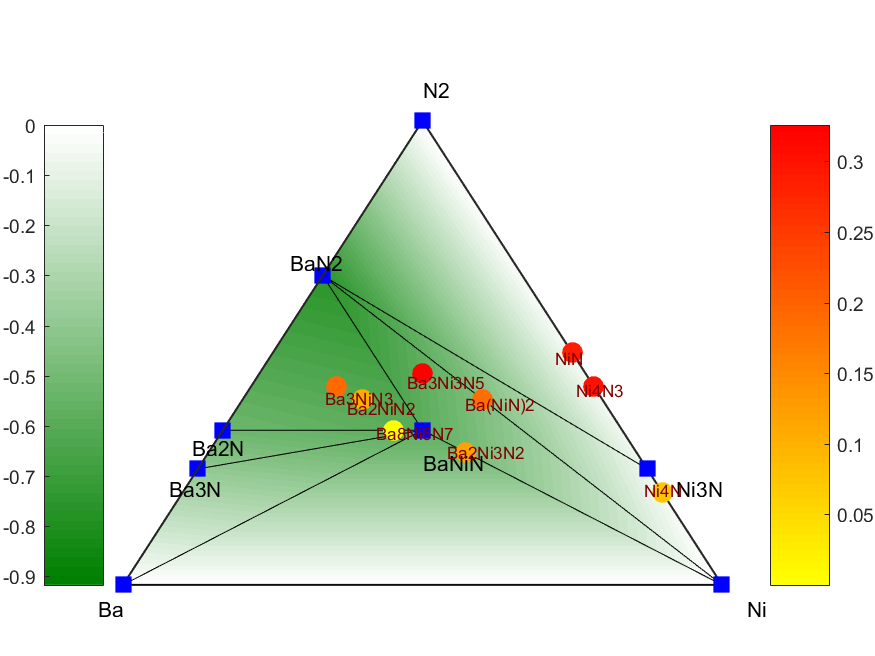 N2
0
-0.1
-0.2
-0.3
-0.4
-0.5
-0.6
-0.7
-0.8
-0.9
BaN2
NiN
Ba3Ni3N5
Ni4N3
Ba3NiN3
Ba(NiN)2
Ba2NiN2
Ba2N
BaNiN
Ba2Ni3N2
Ba3N
Ni4N
Ni3N
Ba
Ni
0.3
0.25
0.2
0.15
0.1
0.05